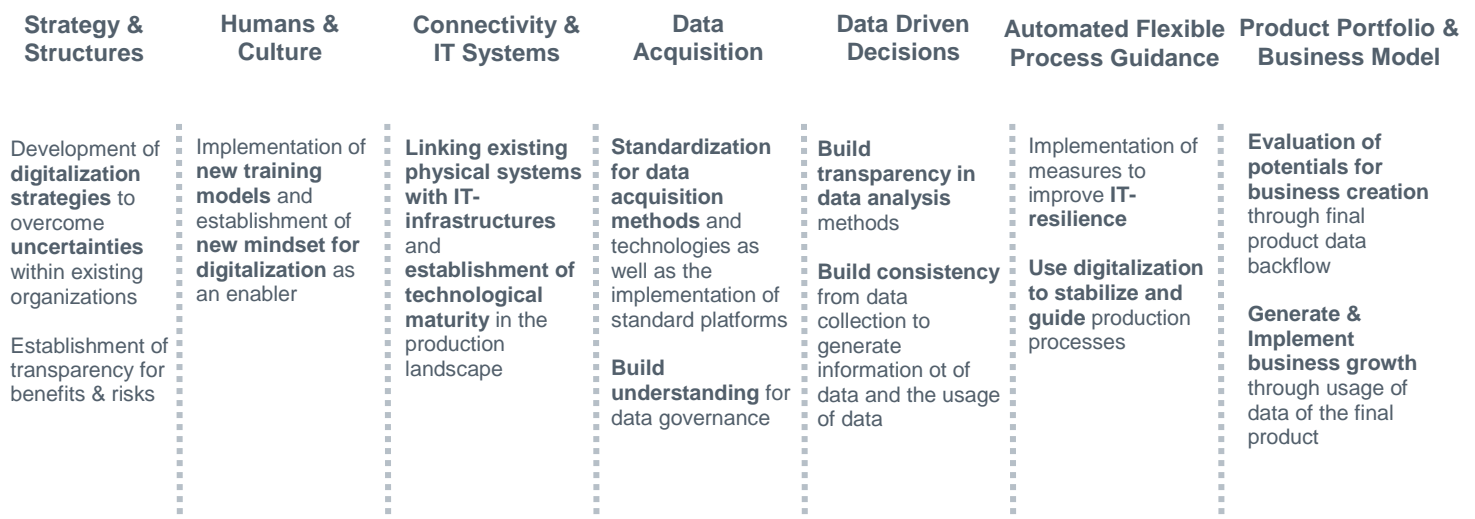 Strategy &
Structures
Humans &
Culture
Connectivity &
IT Systems
Data
Acquisition
Data Driven
Decisions
Automated Flexible
Process Guidance
Product Portfolio &
Business Model
Development of
digitalization
strategies to
overcome
uncertainties
within existing
organizations
Establishment of
transparency for
benefits & risks
Implementation of
new training
models and
establishment of
new mindset for
digitalization as
an enabler
Linking existing
physical systems
with IT-
infrastructures
and
establishment of
technological
maturity in the
production
landscape
Standardization
for data
acquisition
methods and
technologies as
well as the
implementation of
standard platforms
Build
understanding for
data governance
Build
transparency in
data analysis
methods
Build consistency
from data
collection to
generate
information ot of
data and the usage
of data
Implementation of
measures to
improve IT-
resilience
Use digitalization
to stabilize and
guide production
processes
Evaluation of
potentials for
business creation
through final
product data
backflow
Generate &
Implement
business growth
through usage of
data of the final
product